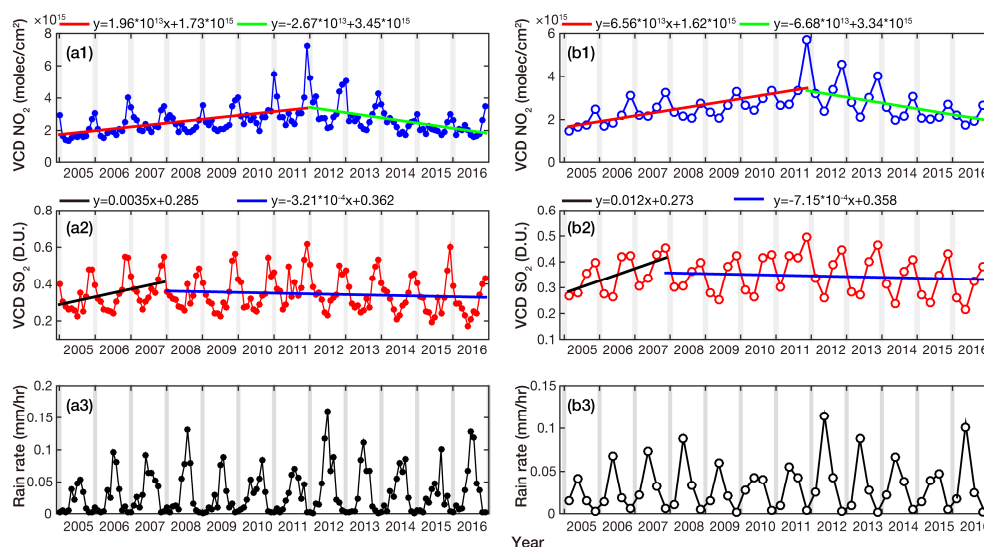 y=1.96*10¹³x+1.73*10¹⁵ y=-2.67*10¹³+3.45*10¹⁵
×10¹⁵
8
6
4
2
0
VCD NO₂ (molec/cm²)
(a1)
2005 2006 2007 2008 2009 2010 2011 2012 2013 2014 2015 2016
y=6.56*10¹³x+1.62*10¹⁵ y=-6.68*10¹³+3.34*10¹⁵
×10¹⁵
6
4
2
0
VCD NO₂ (molec/cm²)
(b1)
2005 2006 2007 2008 2009 2010 2011 2012 2013 2014 2015 2016
y=0.0035x+0.285 y=-3.21*10⁻⁴x+0.362
0.8
0.6
0.4
0.2
VCD SO₂ (D.U.)
(a2)
2005 2006 2007 2008 2009 2010 2011 2012 2013 2014 2015 2016
y=0.012x+0.273 y=-7.15*10⁻⁴x+0.358
0.6
0.5
0.4
0.3
0.2
0.1
VCD SO₂ (D.U.)
(b2)
2005 2006 2007 2008 2009 2010 2011 2012 2013 2014 2015 2016
0.2
0.15
0.1
0.05
0
Rain rate (mm/hr)
(a3)
2005 2006 2007 2008 2009 2010 2011 2012 2013 2014 2015 2016
0.15
0.1
0.05
0
Rain rate (mm/hr)
(b3)
2005 2006 2007 2008 2009 2010 2011 2012 2013 2014 2015 2016
Year